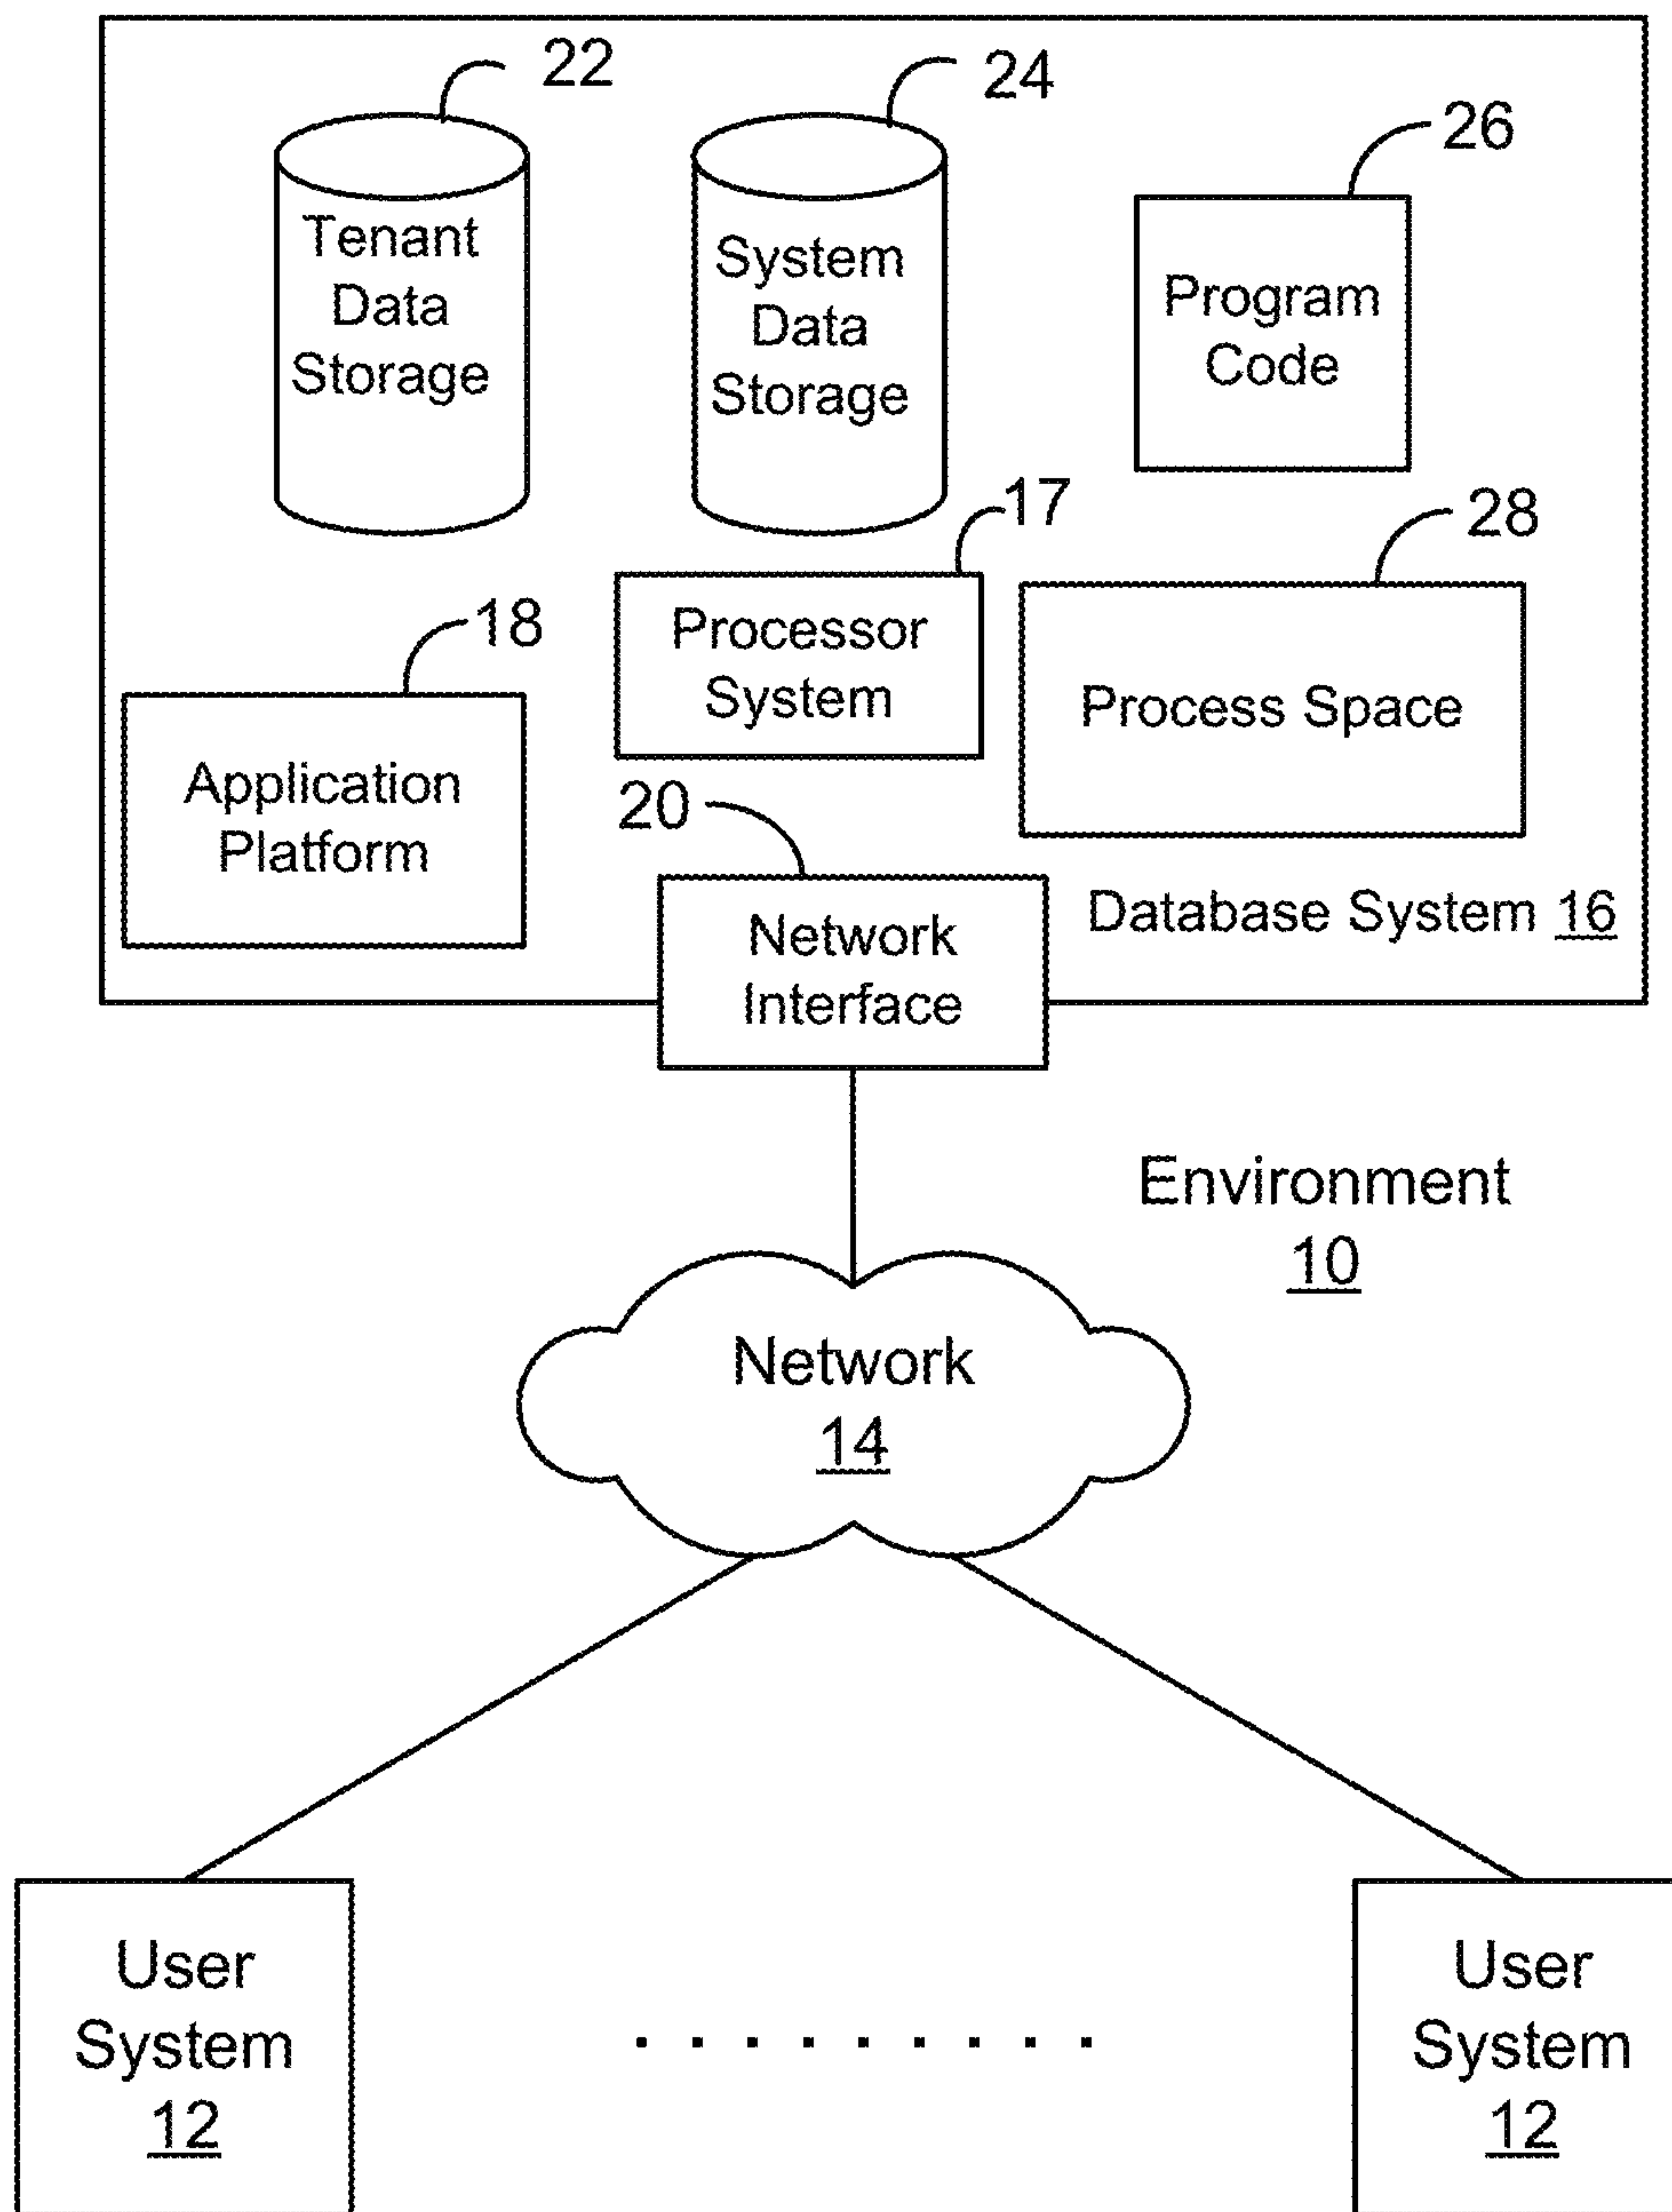 22
24
26
Tenant
Data
Storage
System
Data
Storage
Program
Code
17
28
18
Processor
System
Process Space
Application
Platform
20
Network
Interface
Database System 16
Environment
10
Network
14
User
System
12
User
System
12